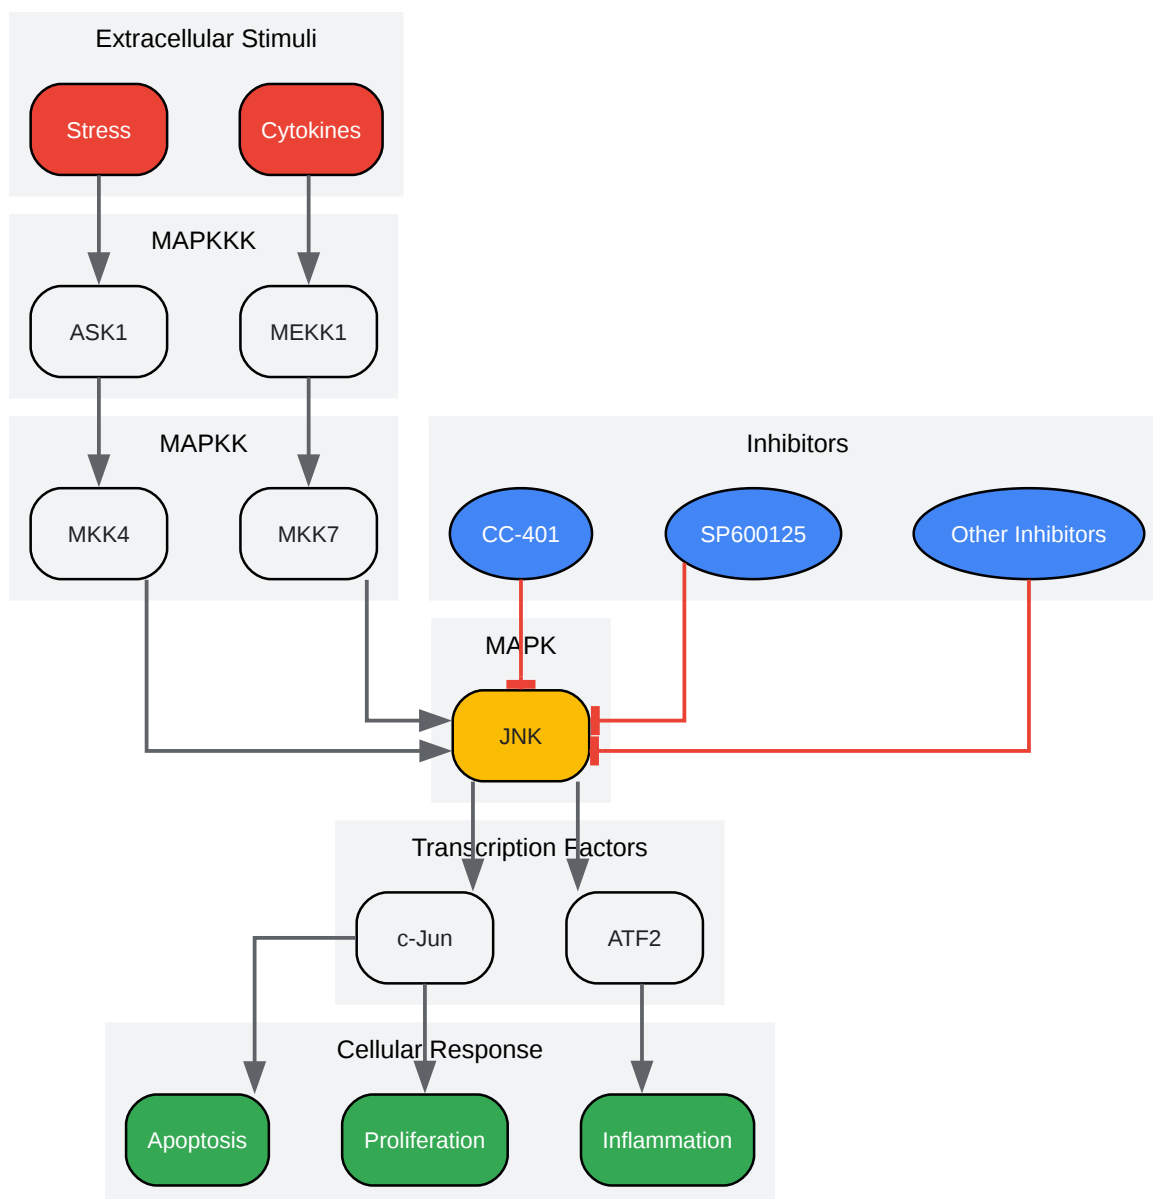 Extracellular Stimuli
Stress
Cytokines
MAPKKK
ASK1
MEKK1
MAPKK
Inhibitors
MKK4
MKK7
CC-401
SP600125
Other Inhibitors
MAPK
JNK
Transcription Factors
c-Jun
ATF2
Cellular Response
Apoptosis
Proliferation
Inflammation